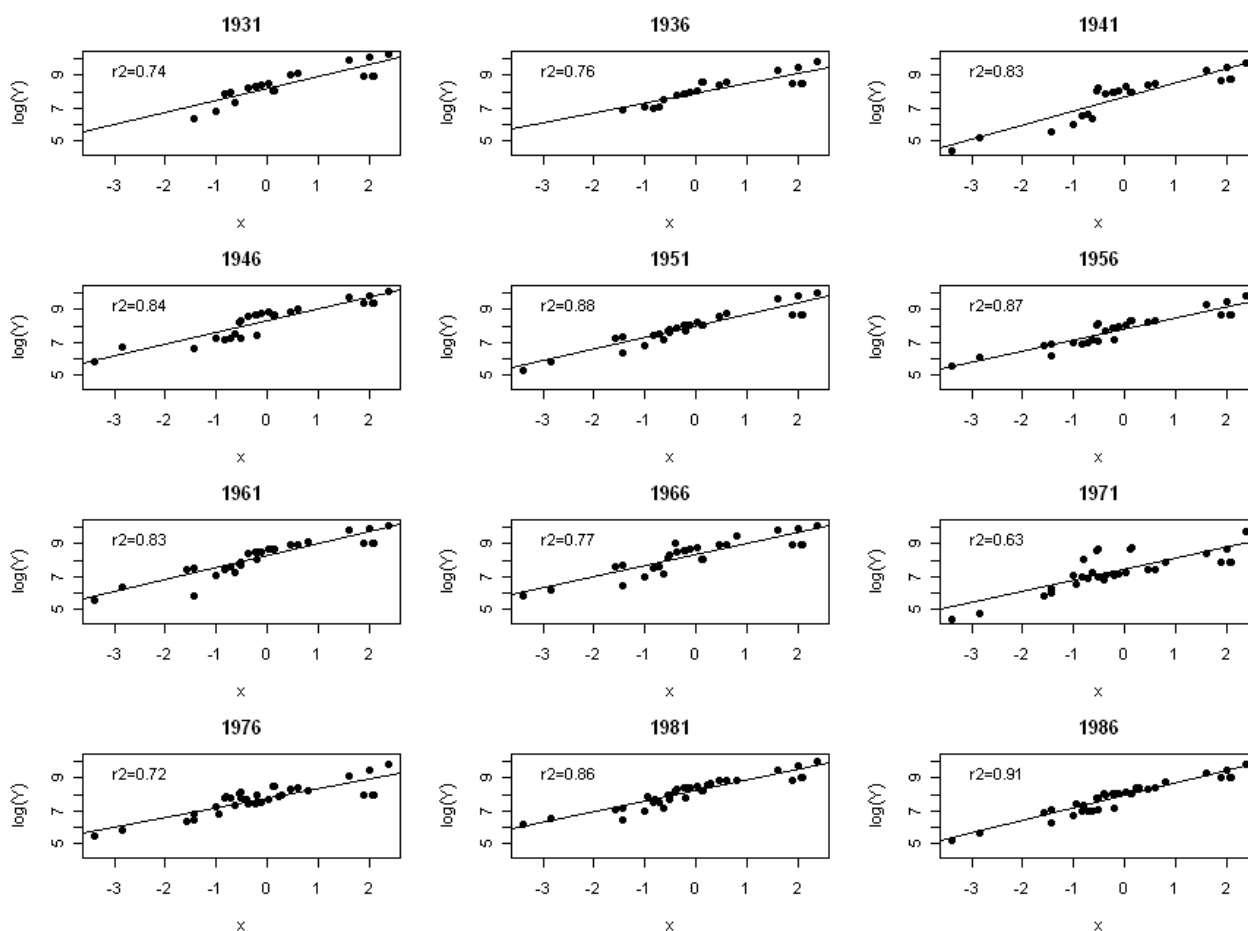 1931
r2=0.74
log(Y)
5 7 9
-3 -2 -1 0 1 2
x
1936
r2=0.76
log(Y)
5 7 9
-3 -2 -1 0 1 2
x
1941
r2=0.83
log(Y)
5 7 9
-3 -2 -1 0 1 2
x
1946
r2=0.84
log(Y)
5 7 9
-3 -2 -1 0 1 2
x
1951
r2=0.88
log(Y)
5 7 9
-3 -2 -1 0 1 2
x
1956
r2=0.87
log(Y)
5 7 9
-3 -2 -1 0 1 2
x
1961
r2=0.83
log(Y)
5 7 9
-3 -2 -1 0 1 2
x
1966
r2=0.77
log(Y)
5 7 9
-3 -2 -1 0 1 2
x
1971
r2=0.63
log(Y)
5 7 9
-3 -2 -1 0 1 2
x
1976
r2=0.72
log(Y)
5 7 9
-3 -2 -1 0 1 2
x
1981
r2=0.86
log(Y)
5 7 9
-3 -2 -1 0 1 2
x
1986
r2=0.91
log(Y)
5 7 9
-3 -2 -1 0 1 2
x